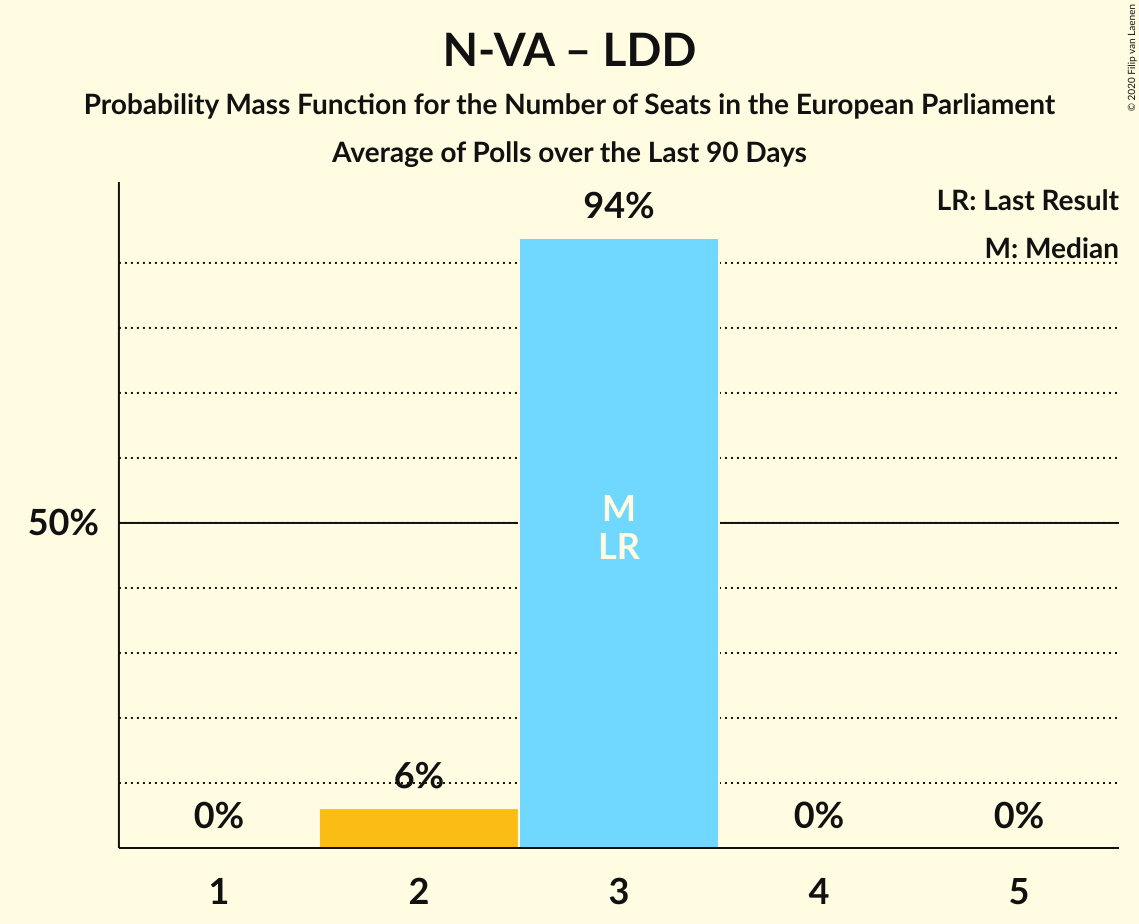 N-VA – LDD
Probability Mass Function for the Number of Seats in the European Parliament
Average of Polls over the Last 90 Days
© 2020 Filip van Laenen
LR: Last Result
M: Median
94%
M
50%
LR
6%
0%
0%
0%
1
2
3
4
5